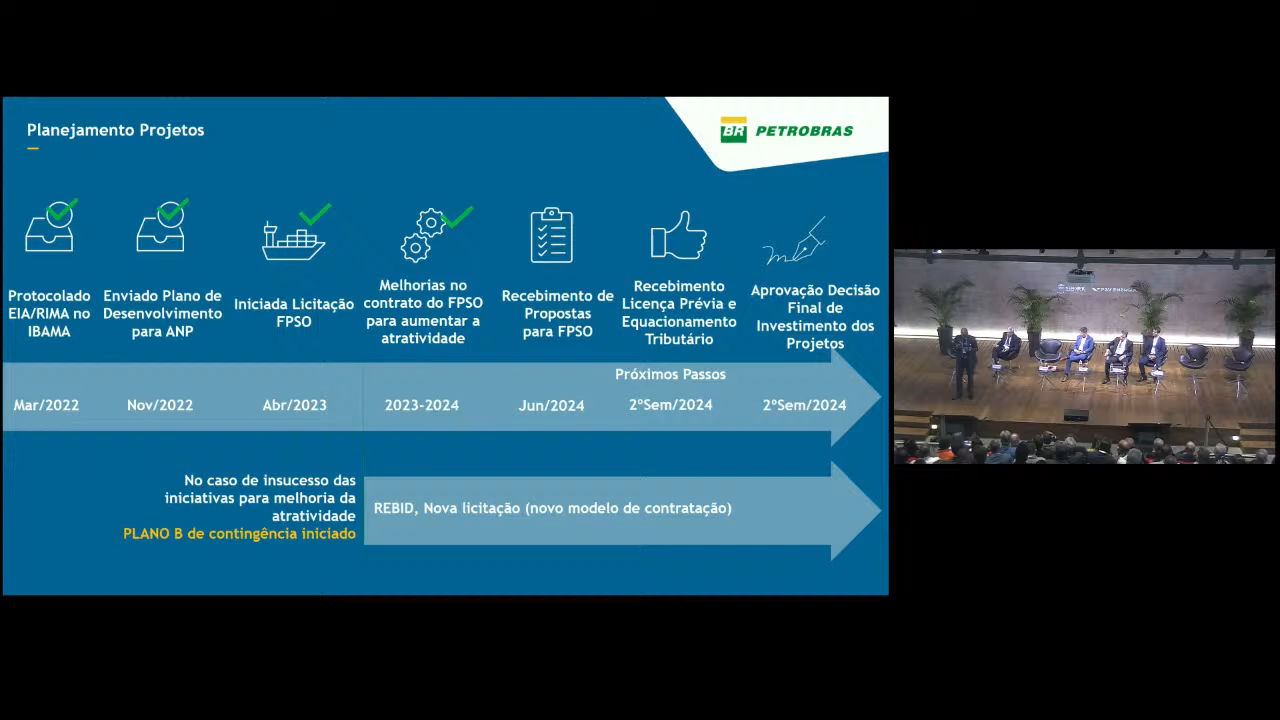 Planejamento Projetos
BR PETROBRAS
Protocolado
EIA/RIMA no
IBAMA
Enviado Plano de
Desenvolvimento
para ANP
Iniciada Licitação
FPSO
Melhorias no
contrato do FPSO
para aumentar a
atratividade
Recebimento de
Propostas
para FPSO
Recebimento
Licença Prévia e
Equacionamento
Tributário
Aprovação Decisão
Final de
Investimento dos
Projetos
Próximos Passos
Mar/2022
Nov/2022
Abr/2023
2023-2024
Jun/2024
2ºSem/2024
2ºSem/2024
No caso de insucesso das
iniciativas para melhoria da
atratividade
PLANO B de contingência iniciado
REBID, Nova licitação (novo modelo de contratação)